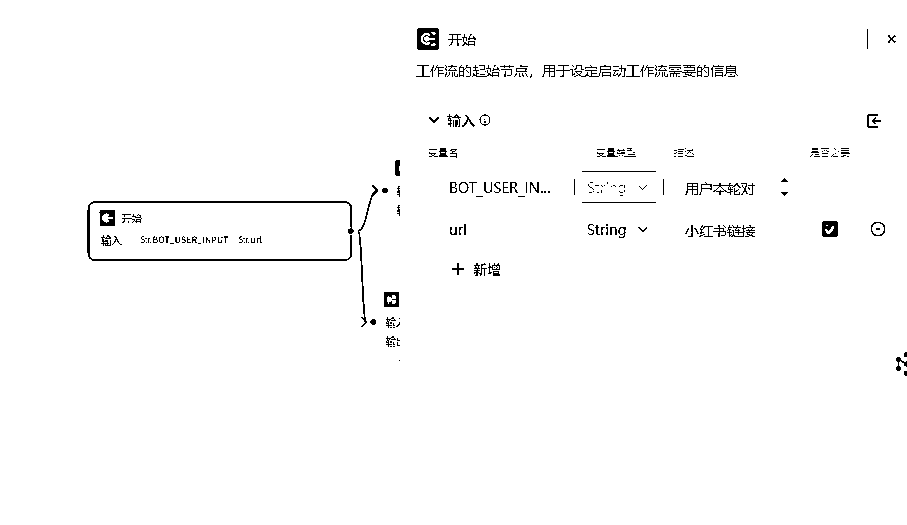 开始
工作流的起始节点，用于设定启动工作流需要的信息
输入
变量名 变量类型 描述 是否必要
BOT_USER_IN... String 用户本轮对
url String 小红书链接
新增
开始
输入 Str.BOT_USER_INPUT Str.url
输入